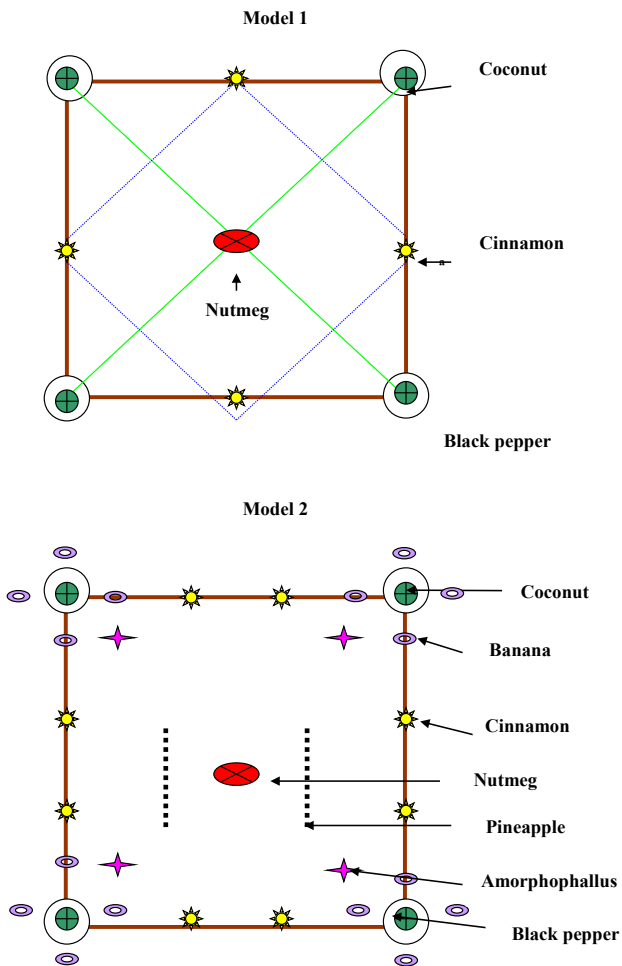 Model 1
Coconut
Cinnamon
a
Nutmeg
Black pepper
Model 2
Coconut
Banana
Cinnamon
Nutmeg
Pineapple
Amorphophallus
Black pepper